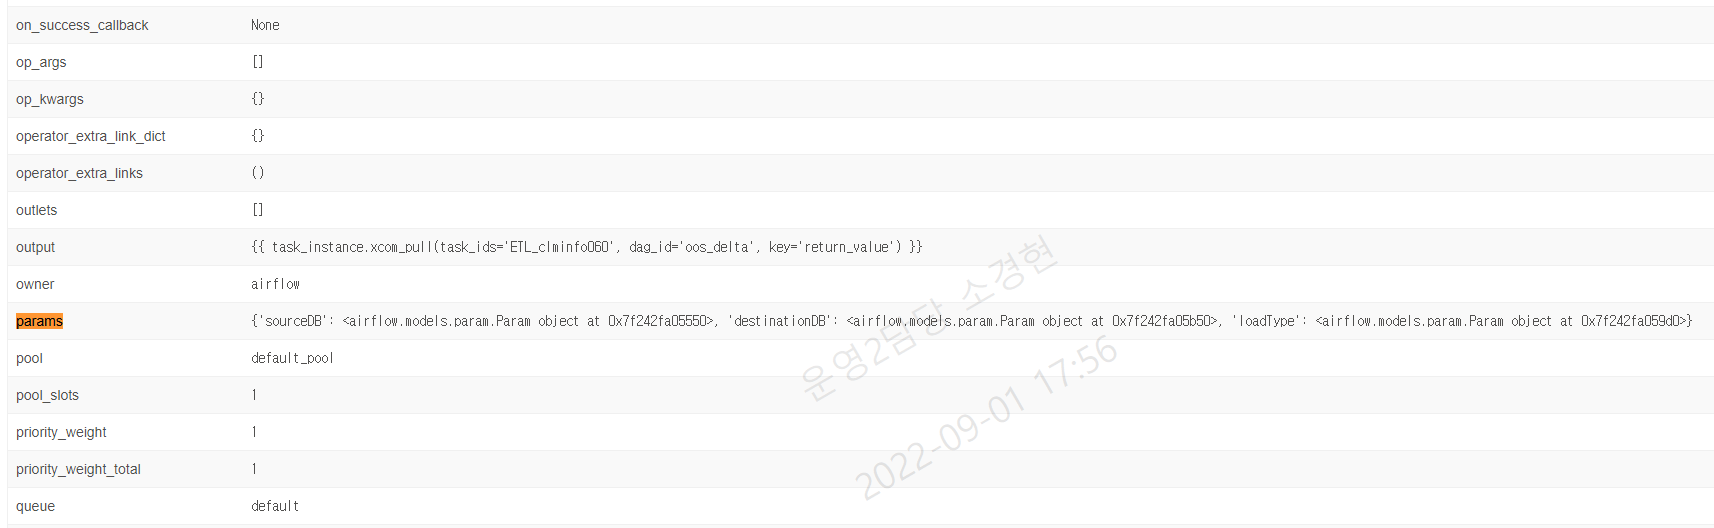 on_success_callback None
op_args []
op_kwargs {}
operator_extra_link_dict {}
operator_extra_links ()
outlets []
output {{ task_instance.xcom_pull(task_ids='ETL_clminfo060', dag_id='oos_delta', key='return_value') }}
owner airflow
params {'sourceDB': <airflow.models.param.Param object at 0x7f242fa05550>, 'destinationDB': <airflow.models.param.Param object at 0x7f242fa05b50>, 'loadType': <airflow.models.param.Param object at 0x7f242fa059d0>}
pool default_pool
pool_slots 1
priority_weight 1
priority_weight_total 1
queue default
운영2담당 소경현
2022-09-01 17:56